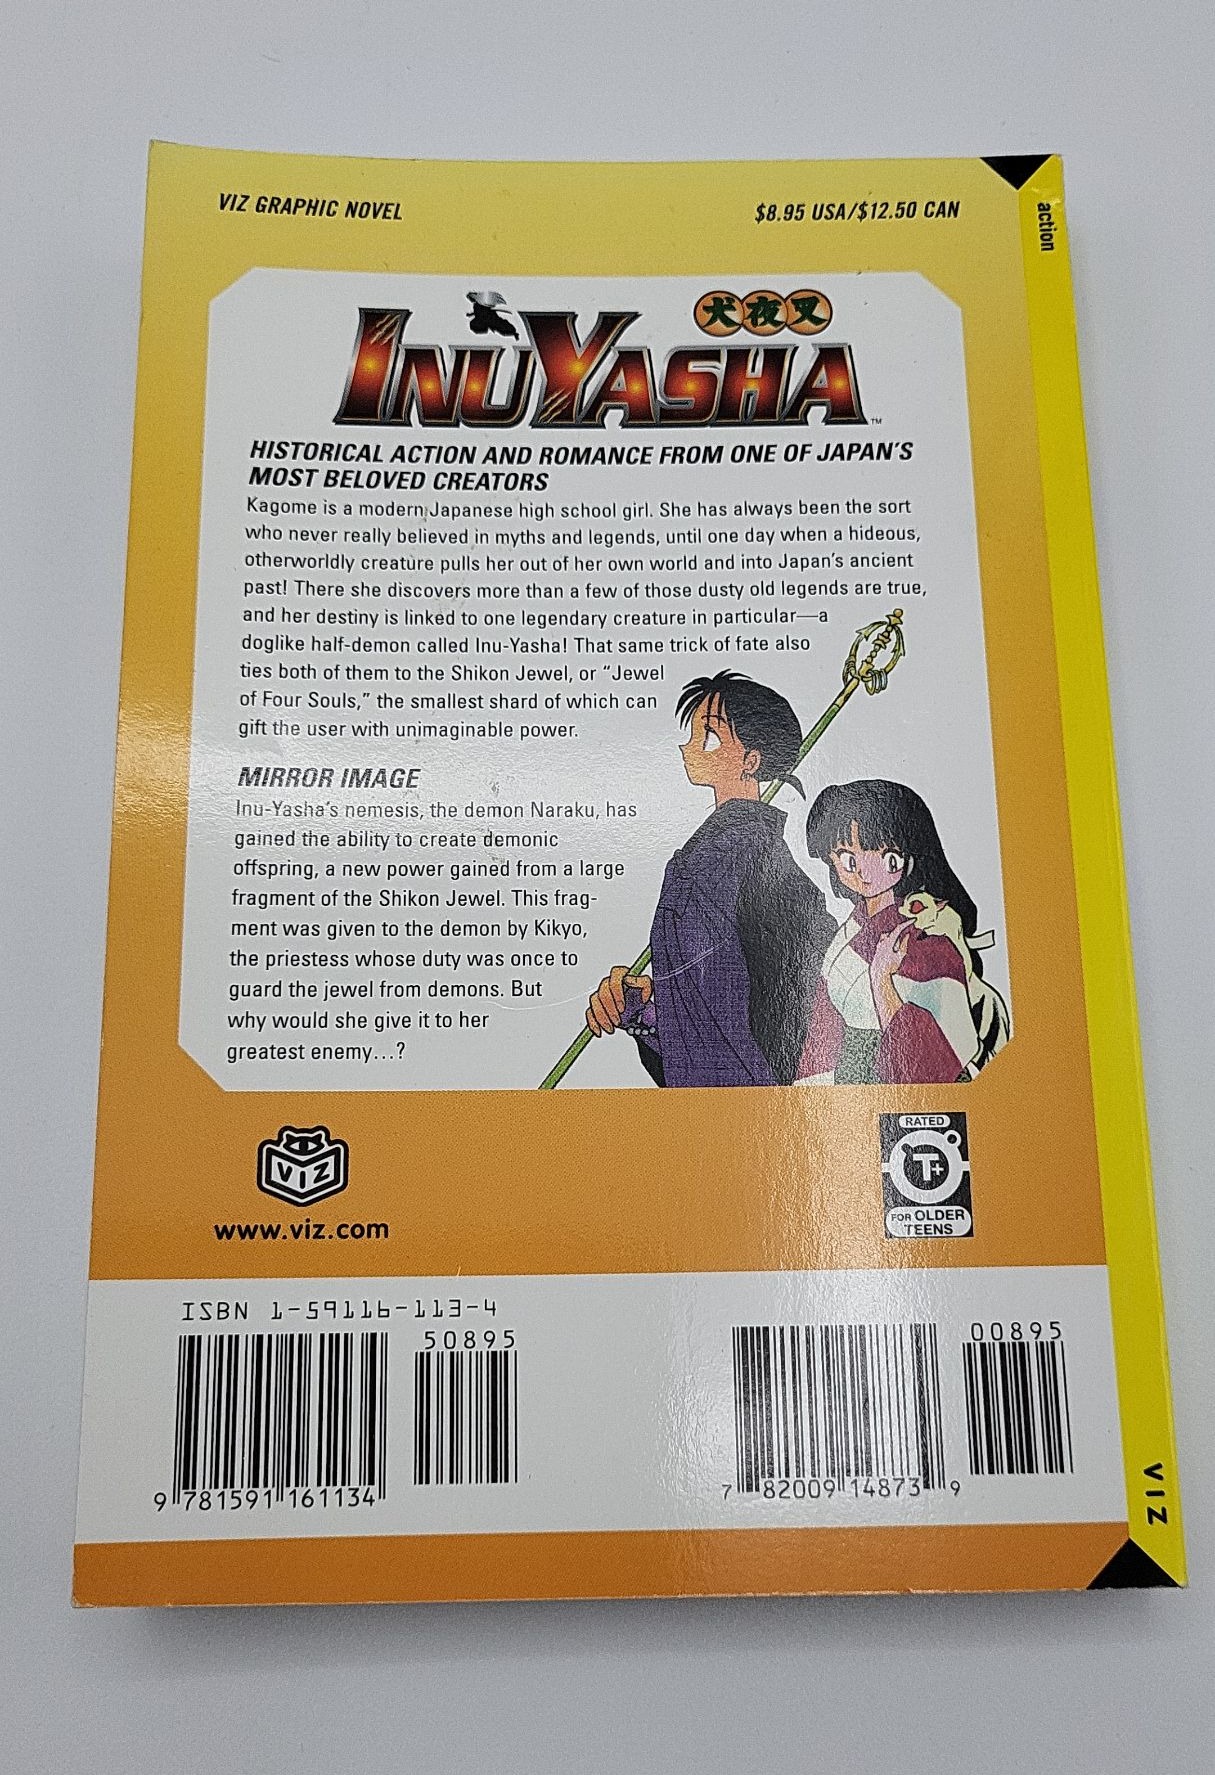 VIZ GRAPHIC NOVEL
$8.95 USA/$12.50 CAN
action
犬夜叉
INUYASHA™
HISTORICAL ACTION AND ROMANCE FROM ONE OF JAPAN'S
MOST BELOVED CREATORS
Kagome is a modern Japanese high school girl. She has always been the sort
who never really believed in myths and legends, until one day when a hideous,
otherworldly creature pulls her out of her own world and into Japan's ancient
past! There she discovers more than a few of those dusty old legends are true,
and her destiny is linked to one legendary creature in particular—a
doglike half-demon called Inu-Yasha! That same trick of fate also
ties both of them to the Shikon Jewel, or “Jewel
of Four Souls,” the smallest shard of which can
gift the user with unimaginable power.
MIRROR IMAGE
Inu-Yasha's nemesis, the demon Naraku, has
gained the ability to create demonic
offspring, a new power gained from a large
fragment of the Shikon Jewel. This frag-
ment was given to the demon by Kikyo,
the priestess whose duty was once to
guard the jewel from demons. But
why would she give it to her
greatest enemy...?
VIZ
www.viz.com
RATED
T+
FOR OLDER
TEENS
ISBN 1-59116-113-4
50895
9 781591 161134
00895
7 82009 14873 9
VIZ